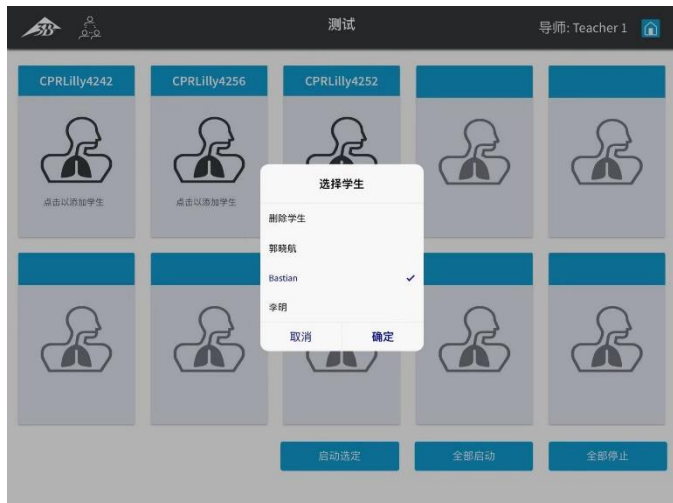 3B
测试
导师: Teacher 1
CPRLilly4242
CPRLilly4256
CPRLilly4252
点击以添加学生
点击以添加学生
选择学生
删除学生
郭晓航
Bastian
李明
取消
确定
启动选定
全部启动
全部停止